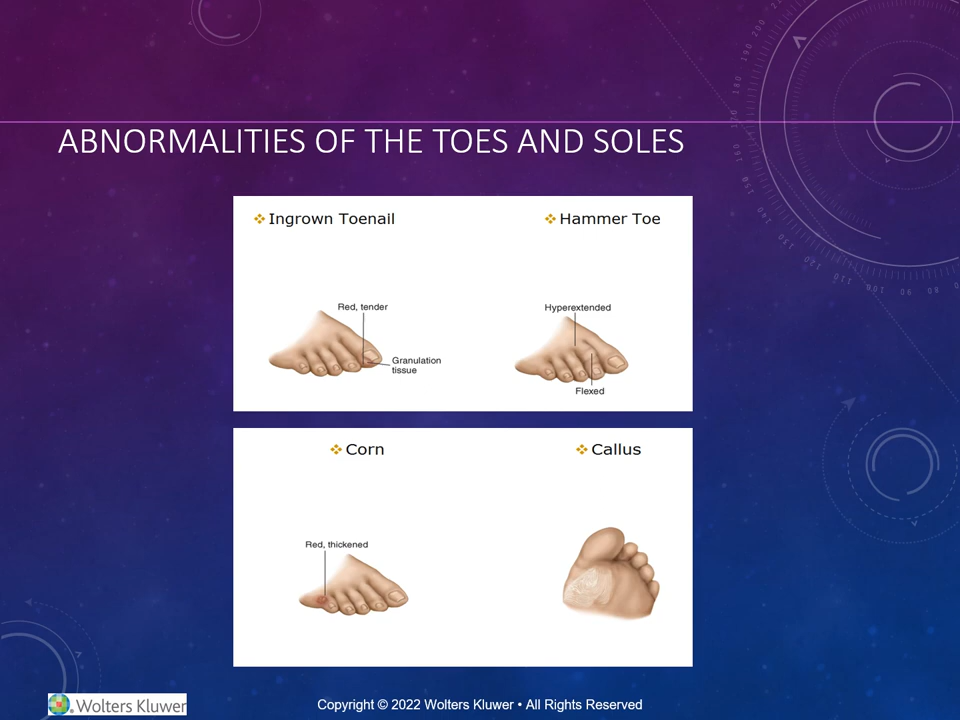 ABNORMALITIES OF THE TOES AND SOLES
❖ Ingrown Toenail
❖ Hammer Toe
Red, tender
Granulation
tissue
Hyperextended
Flexed
❖ Corn
❖ Callus
Red, thickened
Wolters Kluwer
Copyright © 2022 Wolters Kluwer • All Rights Reserved